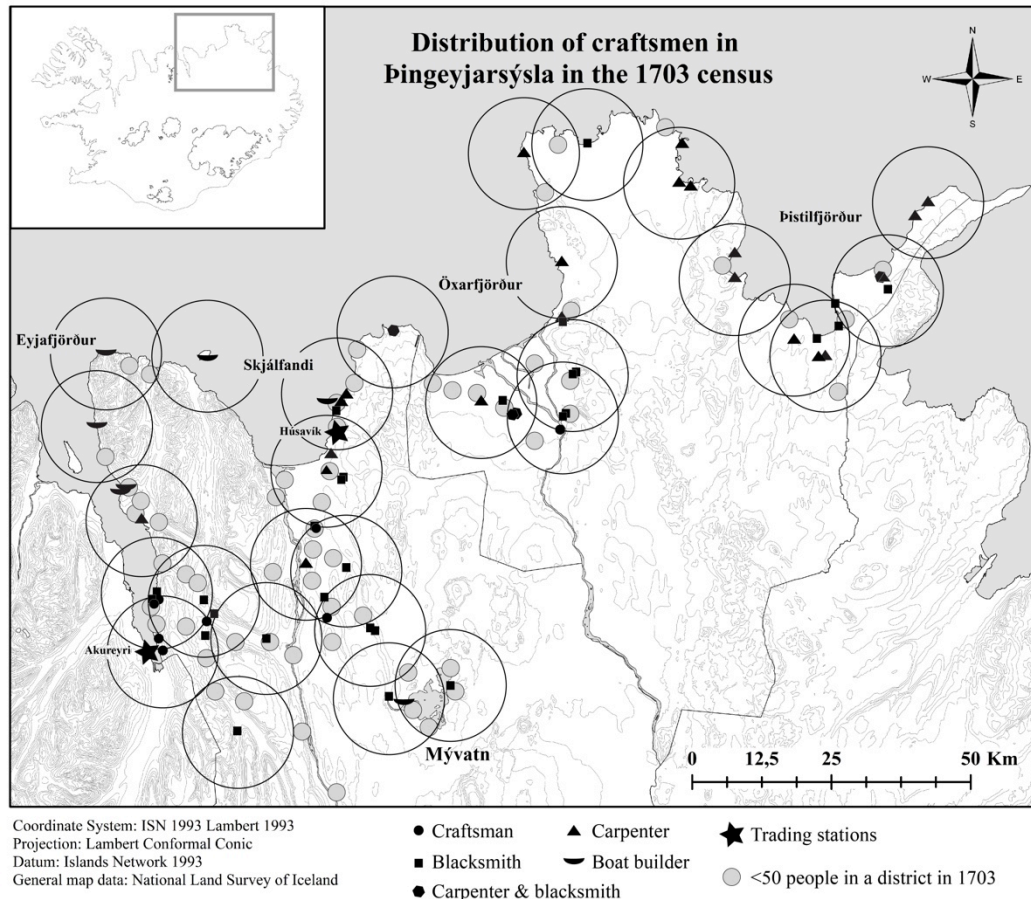 Distribution of craftsmen in
Þingeyjarsýsla in the 1703 census
N
W
E
S
Þistilfjörður
Öxarfjörður
Eyjafjörður
Skjálfandi
Húsavík
Akureyri
Mývatn
0 12,5 25 50 Km
Coordinate System: ISN 1993 Lambert 1993
Projection: Lambert Conformal Conic
Datum: Islands Network 1993
General map data: National Land Survey of Iceland
Craftsman
Blacksmith
Carpenter & blacksmith
Carpenter
Boat builder
Trading stations
<50 people in a district in 1703